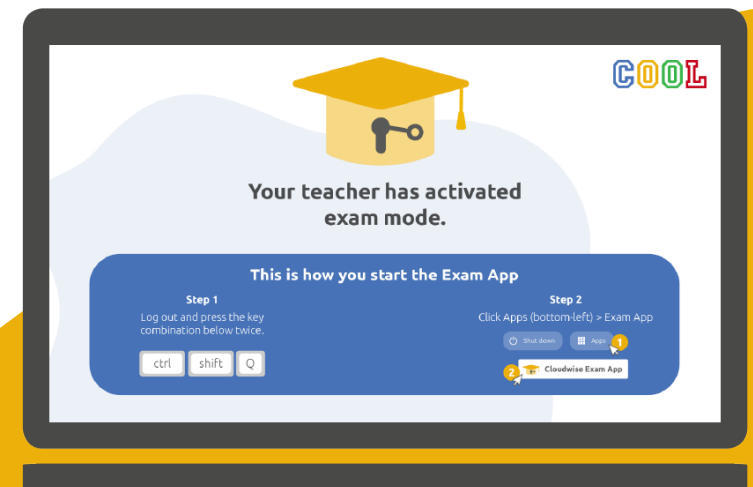 COOL
Your teacher has activated
exam mode.
This is how you start the Exam App
Step 1
Log out and press the key
combination below twice.
ctrl shift Q
Step 2
Click Apps (bottom-left) > Exam App
Shut down Apps 1
2 Cloudwise Exam App